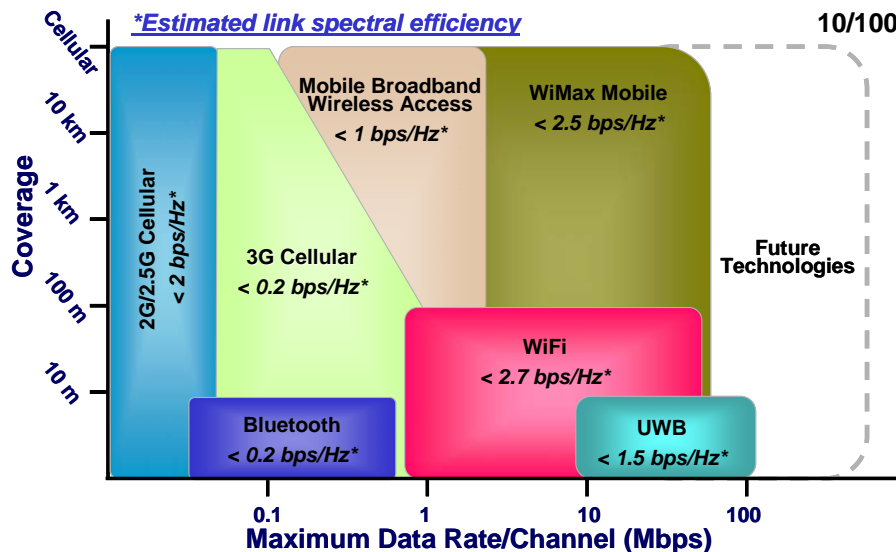 *Estimated link spectral efficiency
10/100
Cellular
10 km
1 km
100 m
10 m
Coverage
2G/2.5G Cellular
< 2 bps/Hz*
3G Cellular
< 0.2 bps/Hz*
Mobile Broadband
Wireless Access
< 1 bps/Hz*
WiMax Mobile
< 2.5 bps/Hz*
Future
Technologies
WiFi
< 2.7 bps/Hz*
Bluetooth
< 0.2 bps/Hz*
UWB
< 1.5 bps/Hz*
0.1
1
10
100
Maximum Data Rate/Channel (Mbps)